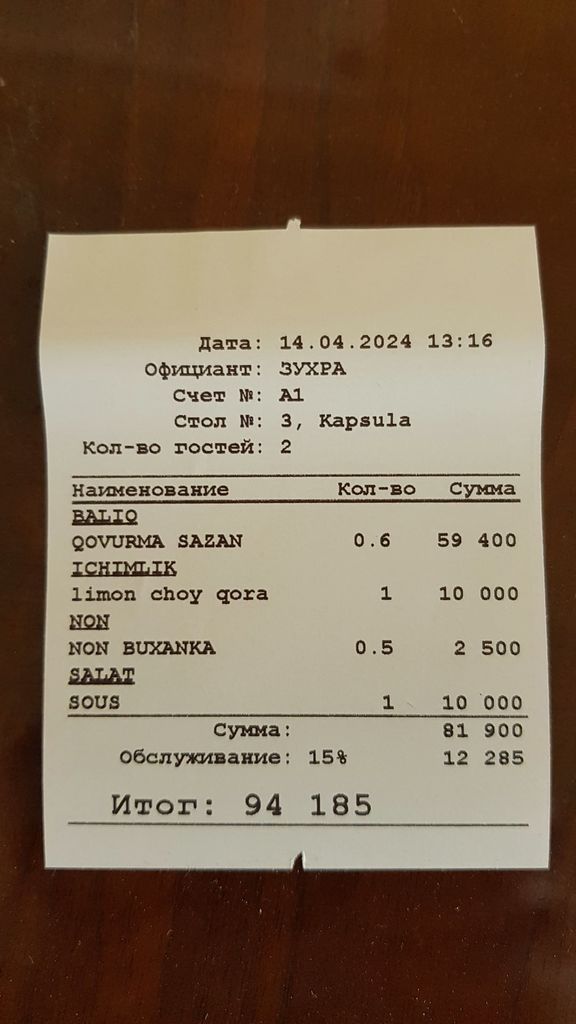 Дата: 14.04.2024 13:16
Официант: ЗУХРА
Счет №: A1
Стол №: 3, Kapsula
Кол-во гостей: 2
Наименование Кол-во Сумма
BALIQ
QOVURMA SAZAN 0.6 59 400
ICHIMLIK
limon choy qora 1 10 000
NON
NON BUXANKA 0.5 2 500
SALAT
SOUS 1 10 000
Сумма: 81 900
Обслуживание: 15% 12 285
Итог: 94 185